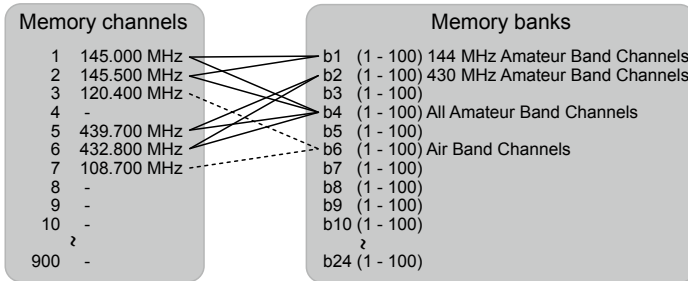 Memory channels
1 145.000 MHz
2 145.500 MHz
3 120.400 MHz
4 -
5 439.700 MHz
6 432.800 MHz
7 108.700 MHz
8 -
9 -
10 -
~
900 -
Memory banks
b1 (1 - 100) 144 MHz Amateur Band Channels
b2 (1 - 100) 430 MHz Amateur Band Channels
b3 (1 - 100)
b4 (1 - 100) All Amateur Band Channels
b5 (1 - 100)
b6 (1 - 100) Air Band Channels
b7 (1 - 100)
b8 (1 - 100)
b9 (1 - 100)
b10 (1 - 100)
~
b24 (1 - 100)